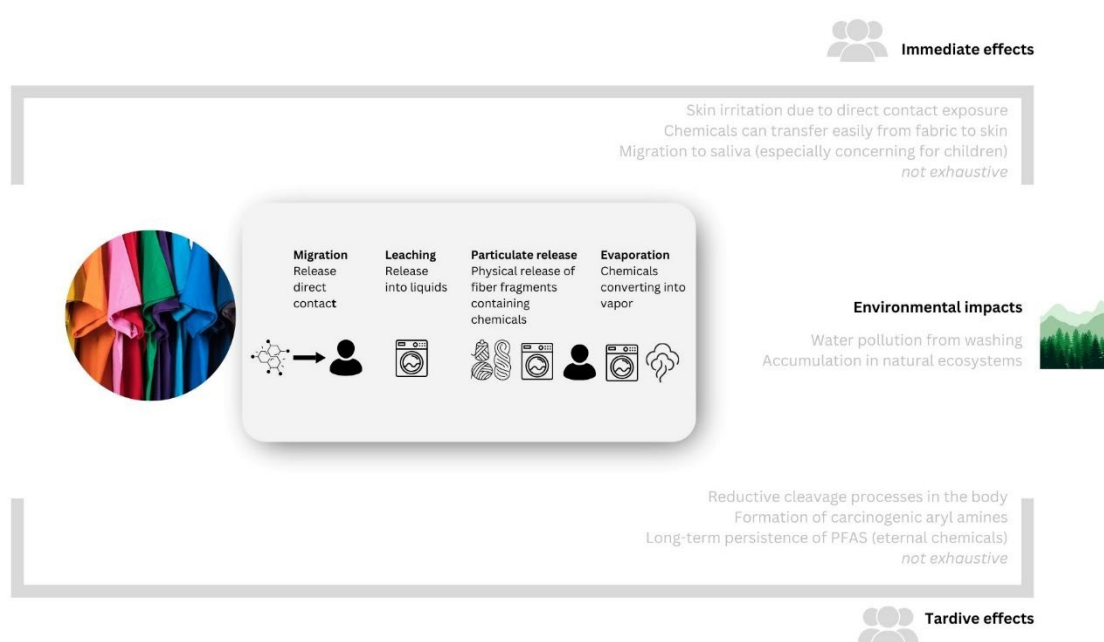 Immediate effects
Skin irritation due to direct contact exposure
Chemicals can transfer easily from fabric to skin
Migration to saliva (especially concerning for children)
not exhaustive
Migration
Release
direct
contact
Leaching
Release
into liquids
Particulate release
Physical release of
fiber fragments
containing
chemicals
Evaporation
Chemicals
converting into
vapor
Environmental impacts
Water pollution from washing
Accumulation in natural ecosystems
Reductive cleavage processes in the body
Formation of carcinogenic aryl amines
Long-term persistence of PFAS (eternal chemicals)
not exhaustive
Tardive effects